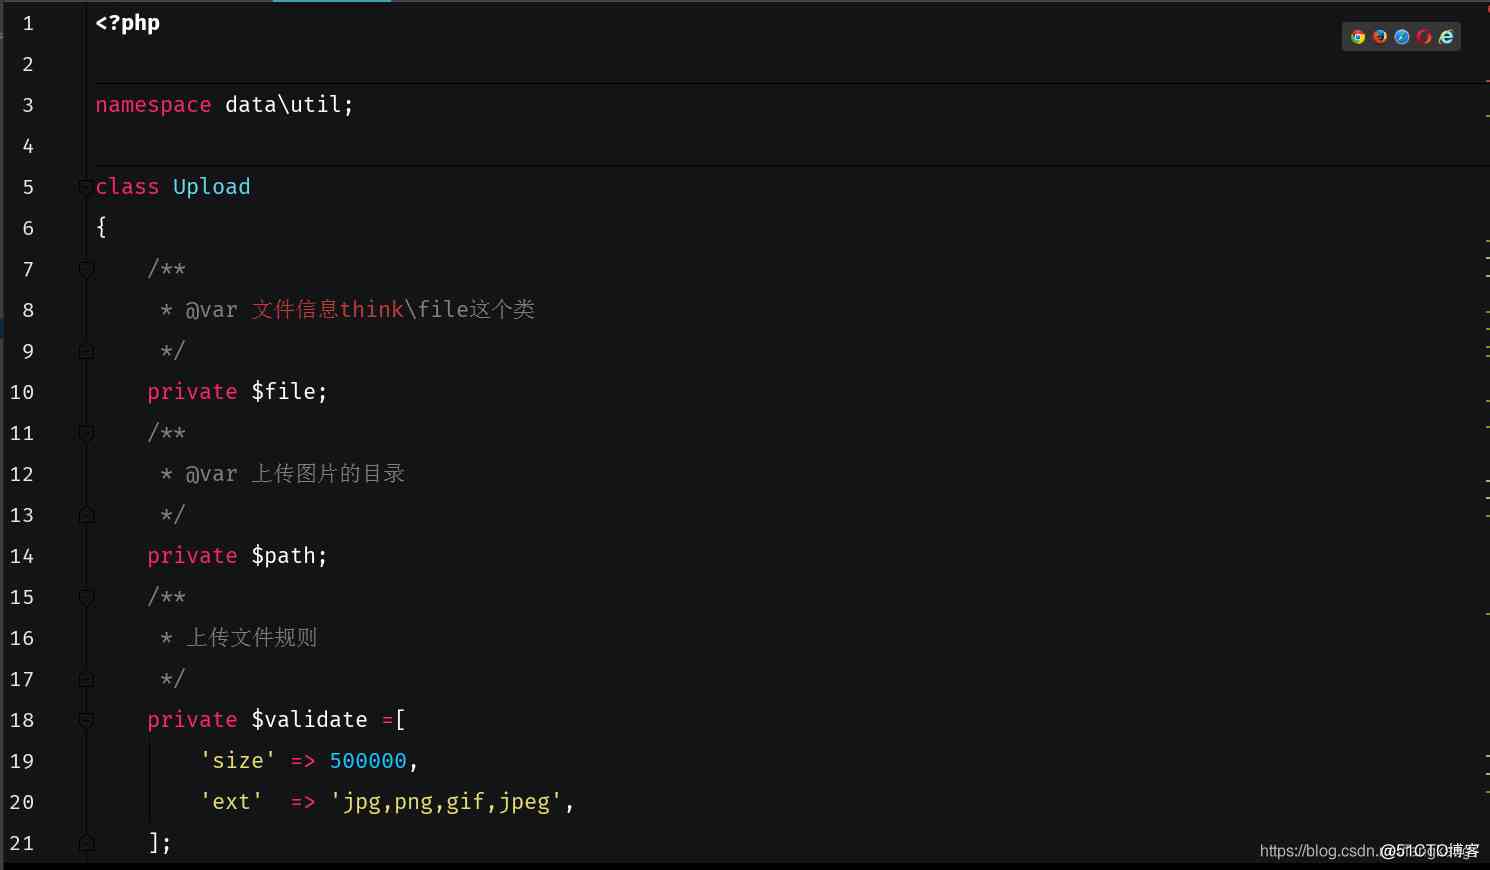 1 <?php
2
3 namespace data\util;
4
5 class Upload
6 {
7     /**
8      * @var 文件信息think\file这个类
9      */
10     private $file;
11     /**
12      * @var 上传图片的目录
13      */
14     private $path;
15     /**
16      * 上传文件规则
17      */
18     private $validate =[
19         'size' => 500000,
20         'ext'  => 'jpg,png,gif,jpeg',
21     ];
https://blog.csdn.
@51CTO博客